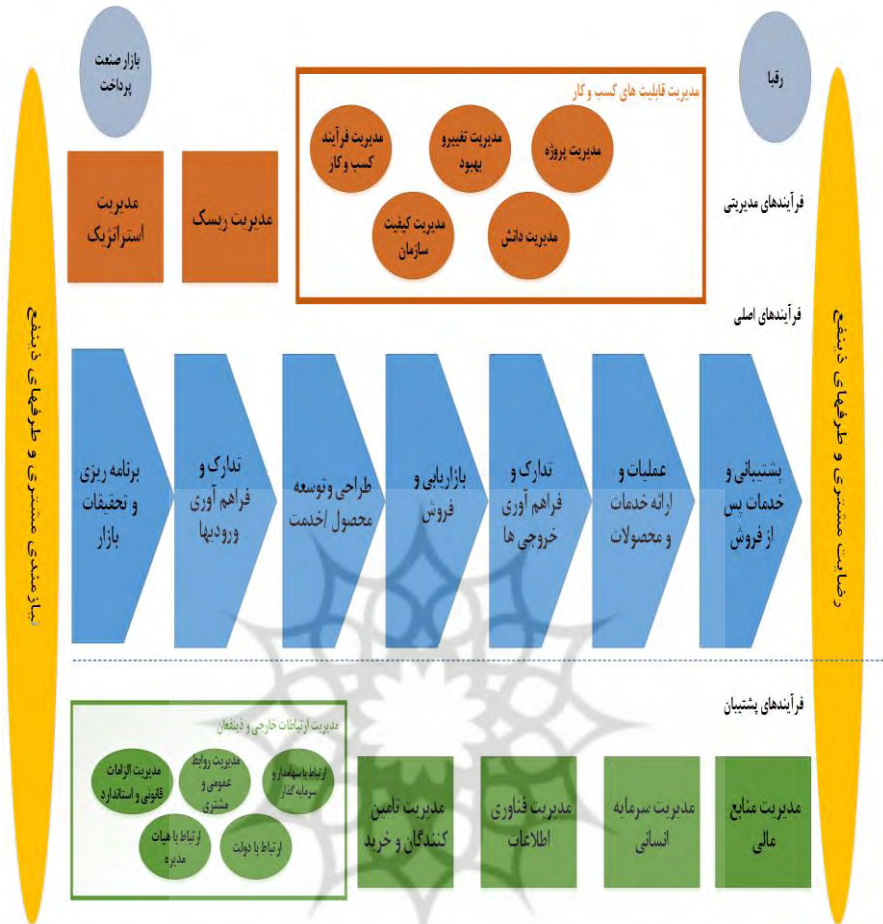 بازار صنعت
پرداخت
رقبا
مدیریت قابلیت های کسب و کار
مدیریت فرآیند
کسب و کار
مدیریت تغییرو
بهبود
مدیریت پروژه
مدیریت کیفیت
سازمان
مدیریت دانش
مدیریت
استراتژیک
مدیریت ریسک
فرآیندهای مدیریتی
فرآیندهای اصلی
نیازمندی مشتری و طرفهای ذینفع
برنامه ریزی
و تحقیقات
بازار
تدارک و
فراهم آوری
ورودیها
طراحی وتوسعه
محصول /خدمت
بازاریابی و
فروش
تدارک و
فراهم آوری
خروجی ها
عملیات و
ارائه خدمات
و محصولات
پشتیبانی و
خدمات پس
از فروش
رضایت مشتری و طرفهای ذینفع
فرآیندهای پشتیبان
مدیریت ارتباطات خارجی و ذینفعان
مدیریت الزامات
قانونی و استاندارد
مدیریت روابط
عمومی و
مشتری
ارتباط با سهامدار و
سرمایه گذار
ارتباط با هیات
مدیره
ارتباط با دولت
مدیریت تامین
کنندگان و خرید
مدیریت فناوری
اطلاعات
مدیریت سرمایه
انسانی
مدیریت منابع
مالی